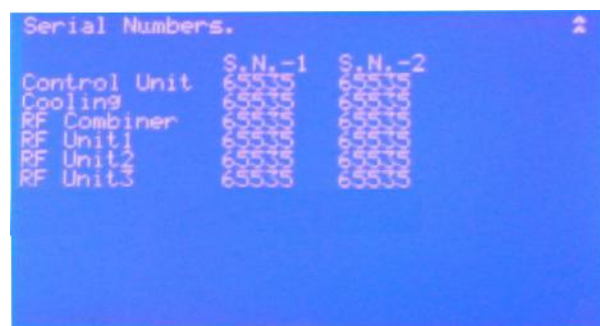 Serial Numbers.
S.N.-1 S.N.-2
Control Unit 65535 65535
Cooling 65535 65535
RF Combiner 65535 65535
RF Unit1 65535 65535
RF Unit2 65535 65535
RF Unit3 65535 65535